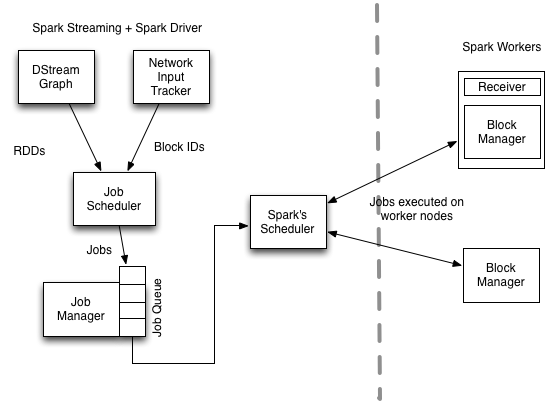 Spark Streaming + Spark Driver
Spark Workers
DStream
Graph
Network
Input
Tracker
Receiver
Block
Manager
RDDs
Block IDs
Job
Scheduler
Spark's
Scheduler
Jobs executed on
worker nodes
Jobs
Job
Manager
Job Queue
Block
Manager